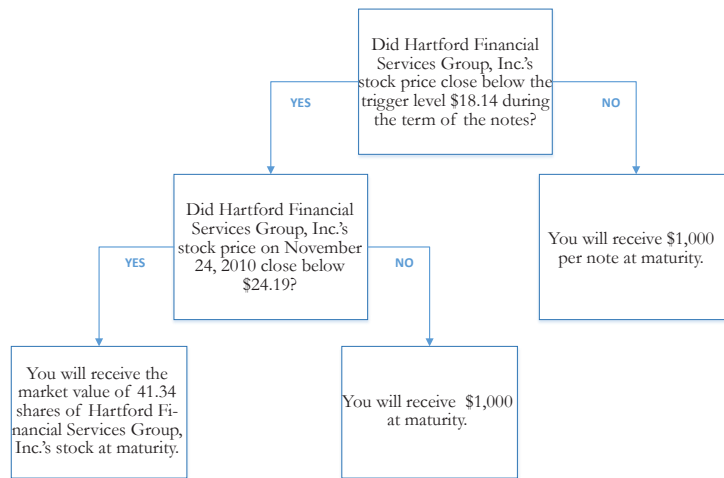 Did Hartford Financial
Services Group, Inc.'s
stock price close below the
trigger level $18.14 during
the term of the notes?
YES
NO
Did Hartford Financial
Services Group, Inc.'s
stock price on November
24, 2010 close below
$24.19?
You will receive $1,000
per note at maturity.
YES
NO
You will receive the
market value of 41.34
shares of Hartford Fi-
nancial Services Group,
Inc.'s stock at maturity.
You will receive $1,000
at maturity.